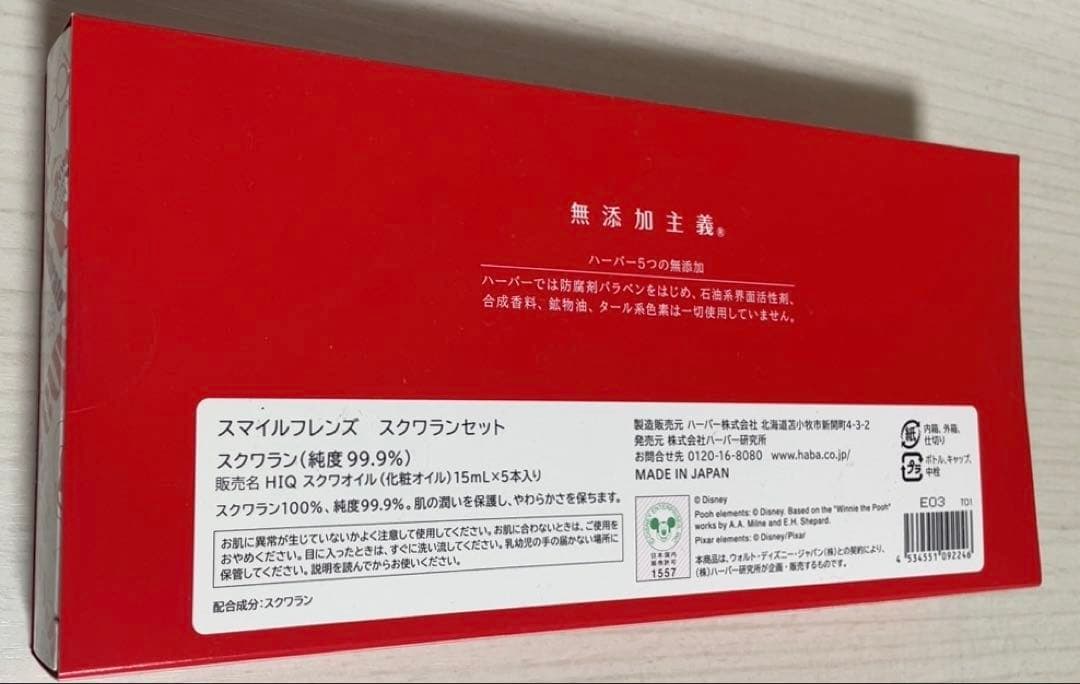 無添加主義®
ハーバー5つの無添加
ハーバーでは防腐剤パラベンをはじめ、石油系界面活性剤、
合成香料、鉱物油、タール系色素は一切使用していません。
スマイルフレンズ　スクワランセット
スクワラン(純度99.9%)
販売名 HIQ スクワオイル(化粧オイル)15mL×5本入り
スクワラン100%、純度99.9%。肌の潤いを保護し、やわらかさを保ちます。
お肌に異常が生じていないかよく注意して使用してください。お肌に合わないときは、ご使用を
おやめください。目に入ったときは、すぐに洗い流してください。乳幼児の手の届かない場所に
保管してください。説明を読んでからお使いください。
配合成分:スクワラン
製造販売元 ハーバー株式会社 北海道苫小牧市新開町4-3-2
発売元 株式会社ハーバー研究所
お問合せ先 0120-16-8080 www.haba.co.jp/
MADE IN JAPAN
日本国内
販売許可
1557
© Disney
Pooh elements: © Disney. Based on the "Winnie the Pooh"
works by A.A. Milne and E.H. Shepard.
Pixar elements: © Disney/Pixar
本商品は、ウォルト・ディズニー・ジャパン(株)との契約により、
(株)ハーバー研究所が企画・販売するものです。
紙
内箱、外箱、
仕切り
プラ
ボトル、キャップ、
中栓
E03 T01
4 534551 092248